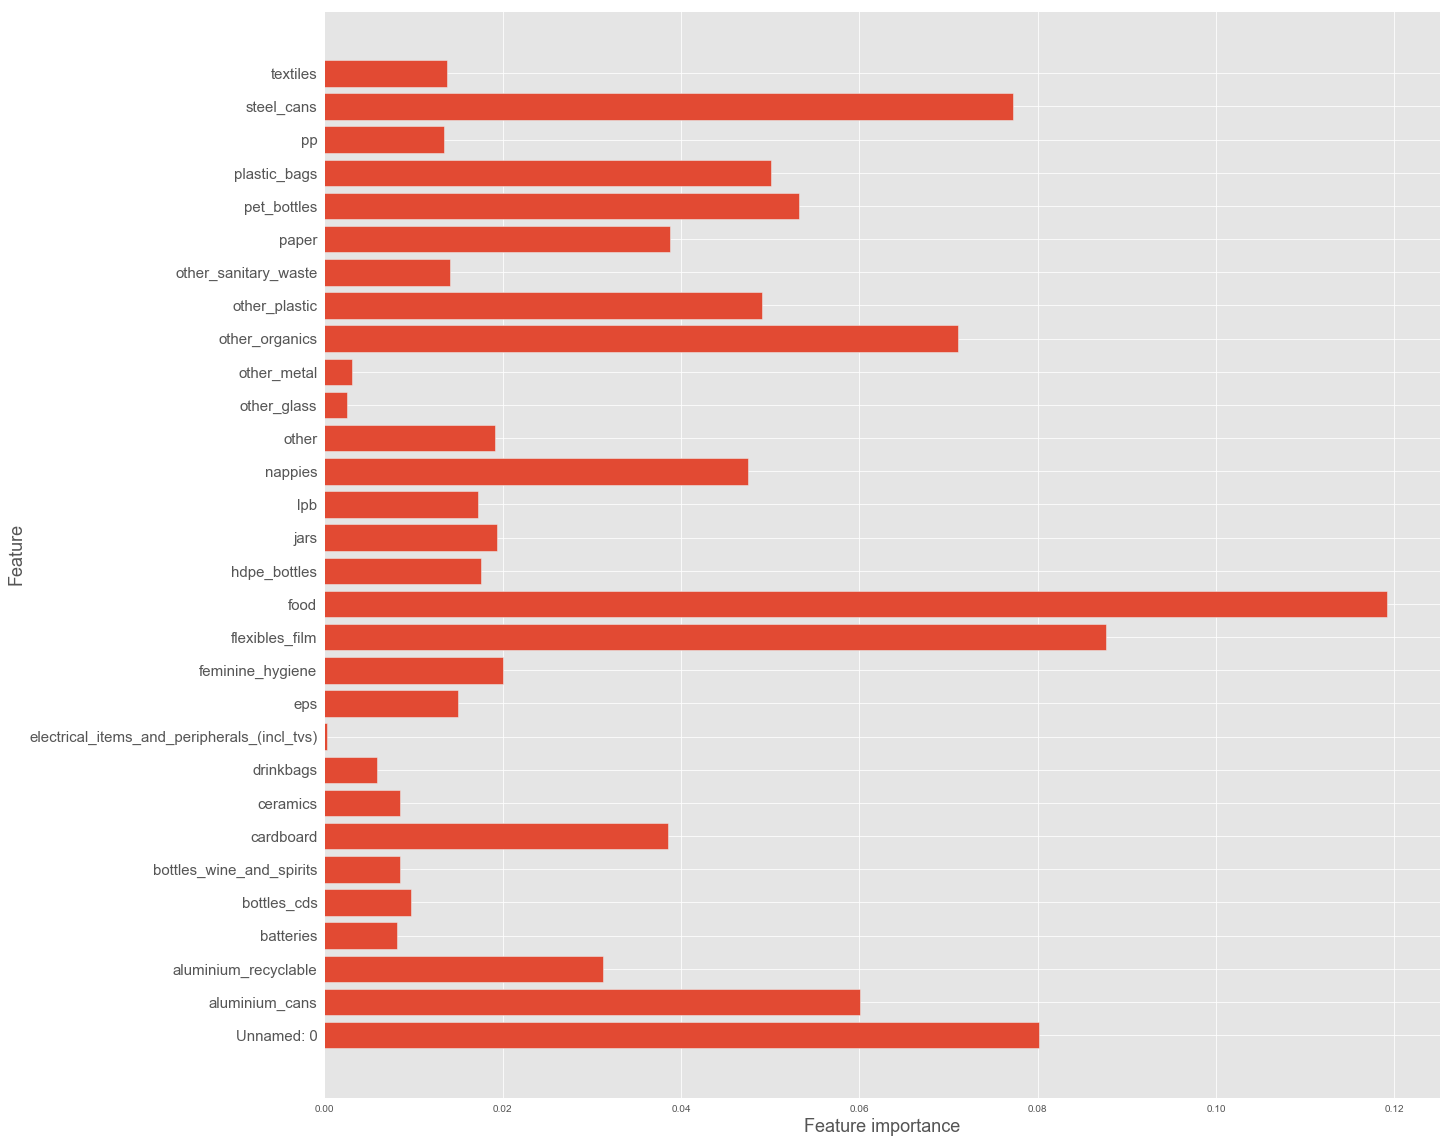 textiles
steel_cans
pp
plastic_bags
pet_bottles
paper
other_sanitary_waste
other_plastic
other_organics
other_metal
other_glass
other
nappies
lpb
jars
hdpe_bottles
food
flexibles_film
feminine_hygiene
eps
electrical_items_and_peripherals_(incl_tvs)
drinkbags
ceramics
cardboard
bottles_wine_and_spirits
bottles_cds
batteries
aluminium_recyclable
aluminium_cans
Unnamed: 0
Feature
0.00 0.02 0.04 0.06 0.08 0.10 0.12
Feature importance